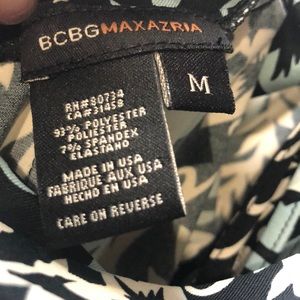 BCBGMAXAZRIA
M
RN#80734
CA#31458
93% POLYESTER
POLIESTER
7% SPANDEX
ELASTANO
MADE IN USA
FABRIQUE AUX USA
HECHO EN USA
CARE ON REVERSE